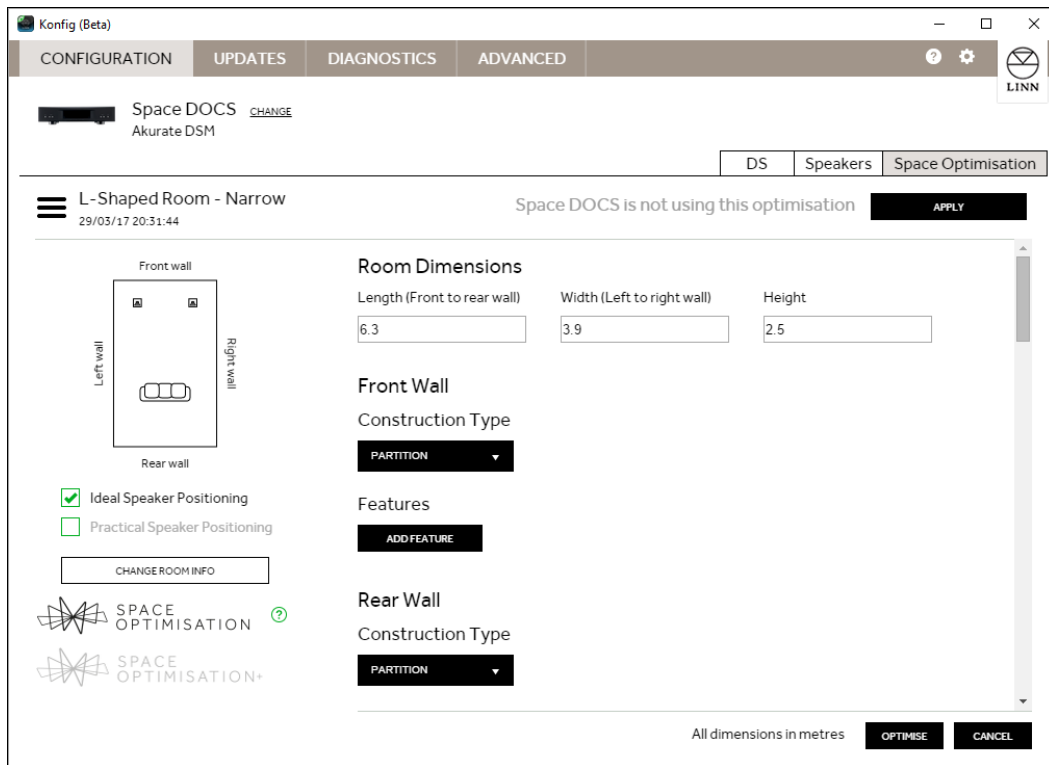 Konfig (Beta)
CONFIGURATION UPDATES DIAGNOSTICS ADVANCED
LINN
Space DOCS CHANGE
Akurate DSM
DS Speakers Space Optimisation
L-Shaped Room - Narrow
29/03/17 20:31:44
Space DOCS is not using this optimisation APPLY
Front wall
Left wall
Right wall
Rear wall
Ideal Speaker Positioning
Practical Speaker Positioning
CHANGE ROOM INFO
SPACE
OPTIMISATION ?
SPACE
OPTIMISATION+
Room Dimensions
Length (Front to rear wall) Width (Left to right wall) Height
6.3 3.9 2.5
Front Wall
Construction Type
PARTITION
Features
ADD FEATURE
Rear Wall
Construction Type
PARTITION
All dimensions in metres OPTIMISE CANCEL